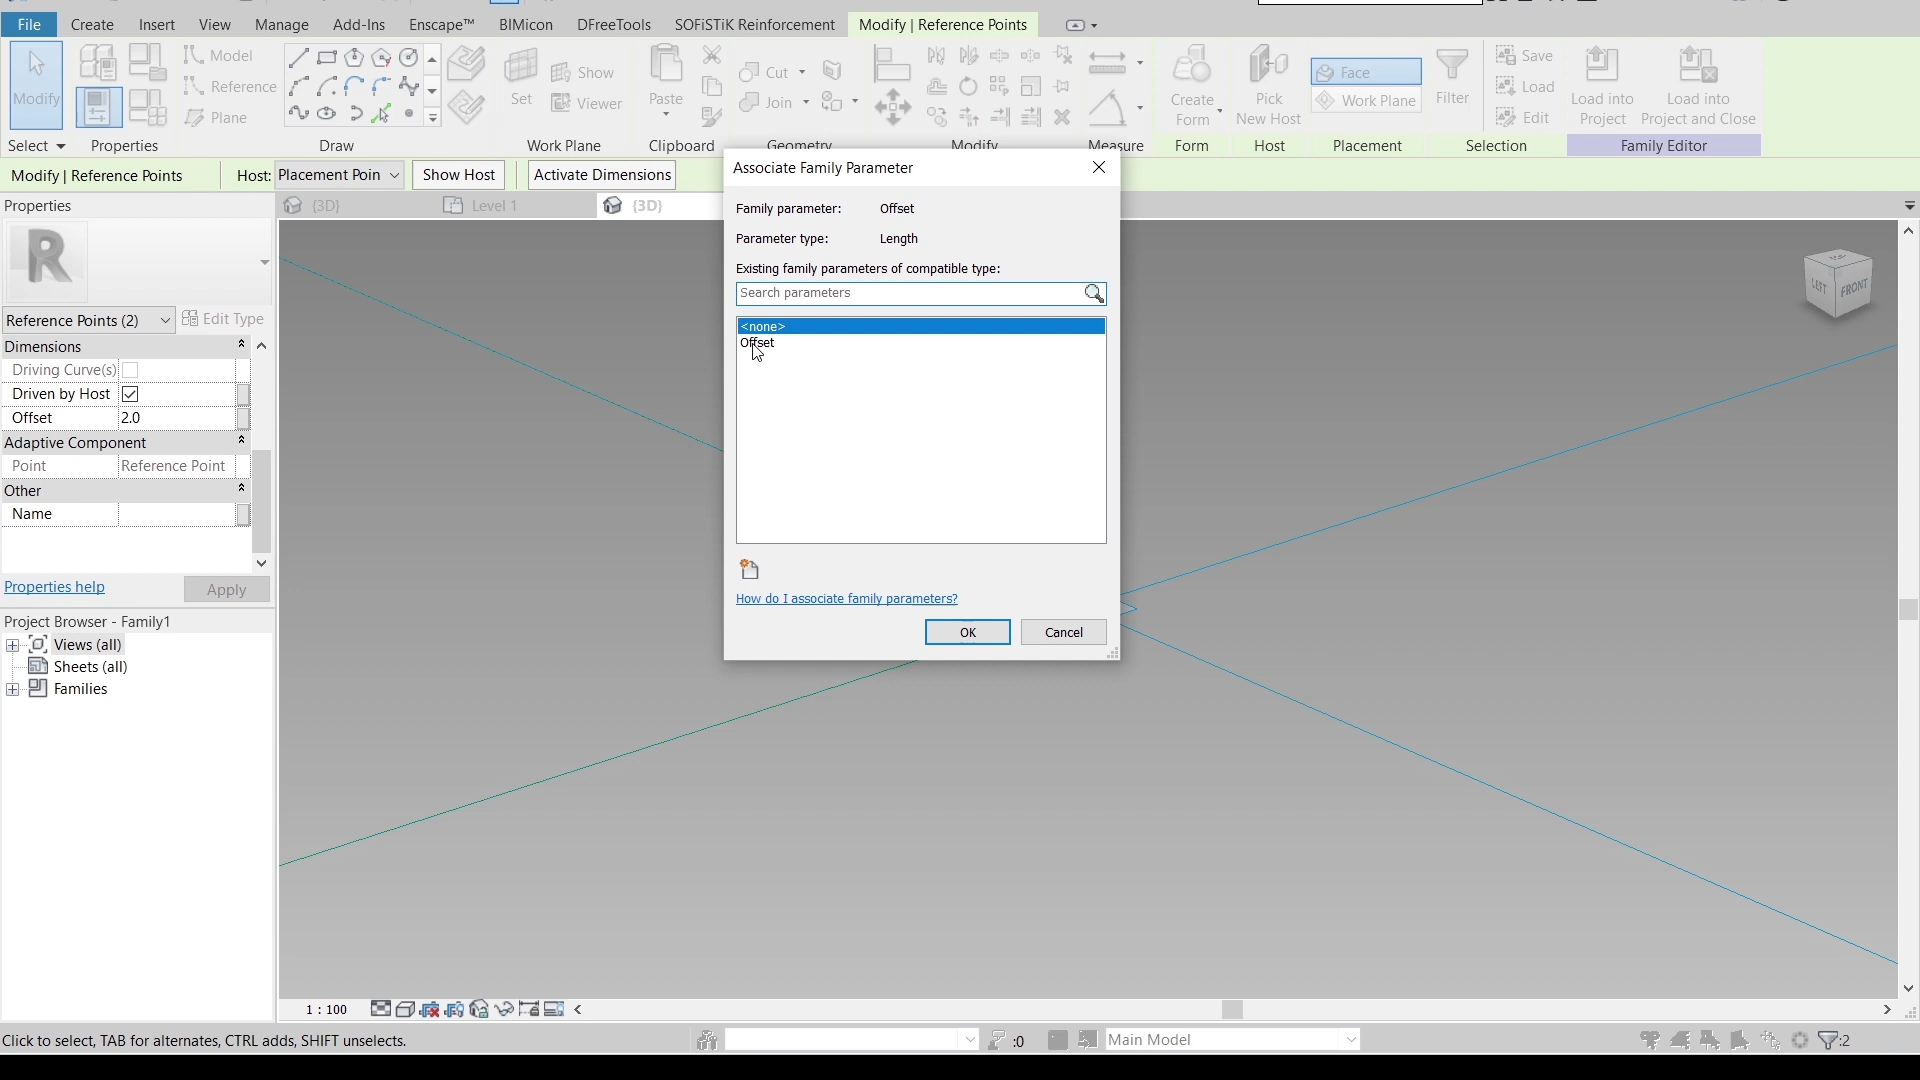 File Create Insert View Manage Add-Ins Enscape™ BIMicon DFreeTools SOFiSTiK Reinforcement Modify | Reference Points
Modify
Model
Reference
Plane
Set
Show
Viewer
Paste
Cut
Join
Create Form
Pick New Host
Face
Work Plane
Filter
Save
Load
Edit
Load into Project
Load into Project and Close
Select Properties Draw Work Plane Clipboard Geometry Modify Measure Form Host Placement Selection Family Editor
Modify | Reference Points Host: Placement Poin Show Host Activate Dimensions
Properties
{3D} Level 1 {3D}
R
Reference Points (2) Edit Type
Dimensions
Driving Curve(s)
Driven by Host
Offset 2.0
Adaptive Component
Point Reference Point
Other
Name
Properties help Apply
Project Browser - Family1
Views (all)
Sheets (all)
Families
Associate Family Parameter
Family parameter: Offset
Parameter type: Length
Existing family parameters of compatible type:
Search parameters
<none>
Offset
How do I associate family parameters?
OK Cancel
LEFT FRONT
1 : 100
Click to select, TAB for alternates, CTRL adds, SHIFT unselects. :0 Main Model :2